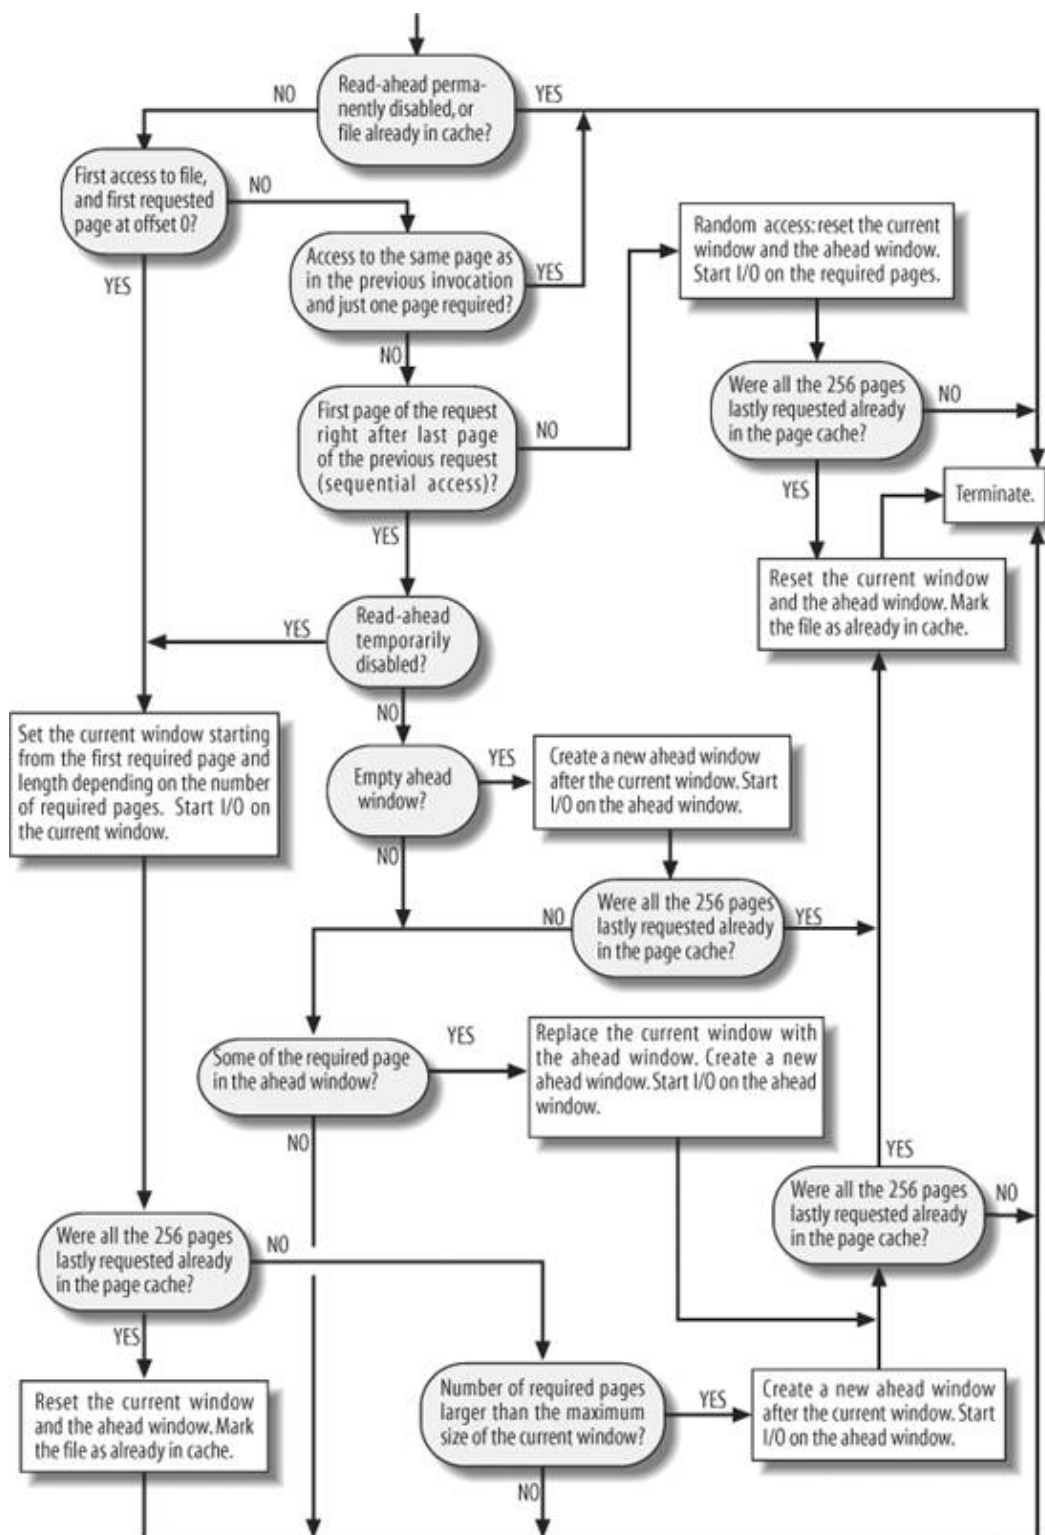 Read-ahead perma-
nently disabled, or
file already in cache?
NO
YES
First access to file,
and first requested
page at offset 0?
NO
YES
Access to the same page as
in the previous invocation
and just one page required?
YES
NO
Random access: reset the current
window and the ahead window.
Start I/O on the required pages.
Were all the 256 pages
lastly requested already
in the page cache?
NO
YES
First page of the request
right after last page
of the previous request
(sequential access)?
NO
YES
Terminate.
Reset the current window
and the ahead window. Mark
the file as already in cache.
Read-ahead
temporarily
disabled?
YES
NO
Set the current window starting
from the first required page and
length depending on the number
of required pages. Start I/O on
the current window.
Empty ahead
window?
YES
NO
Create a new ahead window
after the current window. Start
I/O on the ahead window.
Were all the 256 pages
lastly requested already
in the page cache?
NO
YES
Some of the required page
in the ahead window?
YES
NO
Replace the current window with
the ahead window. Create a new
ahead window. Start I/O on the ahead
window.
YES
Were all the 256 pages
lastly requested already
in the page cache?
NO
Were all the 256 pages
lastly requested already
in the page cache?
NO
YES
Reset the current window
and the ahead window. Mark
the file as already in cache.
Number of required pages
larger than the maximum
size of the current window?
YES
NO
Create a new ahead window
after the current window. Start
I/O on the ahead window.